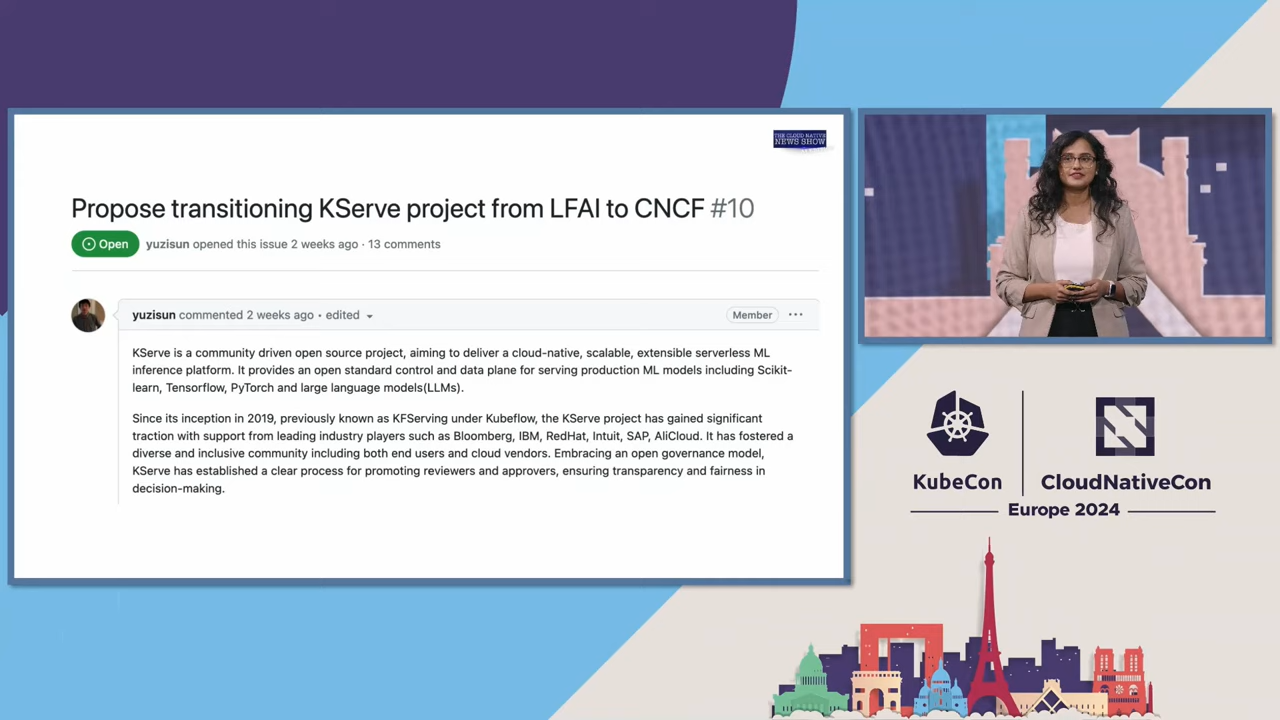 THE CLOUD NATIVE
NEWS SHOW
Propose transitioning KServe project from LFAI to CNCF #10
Open yuzisun opened this issue 2 weeks ago · 13 comments
yuzisun commented 2 weeks ago • edited Member ···
KServe is a community driven open source project, aiming to deliver a cloud-native, scalable, extensible serverless ML
inference platform. It provides an open standard control and data plane for serving production ML models including Scikit-
learn, Tensorflow, PyTorch and large language models(LLMs).
Since its inception in 2019, previously known as KFServing under Kubeflow, the KServe project has gained significant
traction with support from leading industry players such as Bloomberg, IBM, RedHat, Intuit, SAP, AliCloud. It has fostered a
diverse and inclusive community including both end users and cloud vendors. Embracing an open governance model,
KServe has established a clear process for promoting reviewers and approvers, ensuring transparency and fairness in
decision-making.
KubeCon CloudNativeCon
Europe 2024